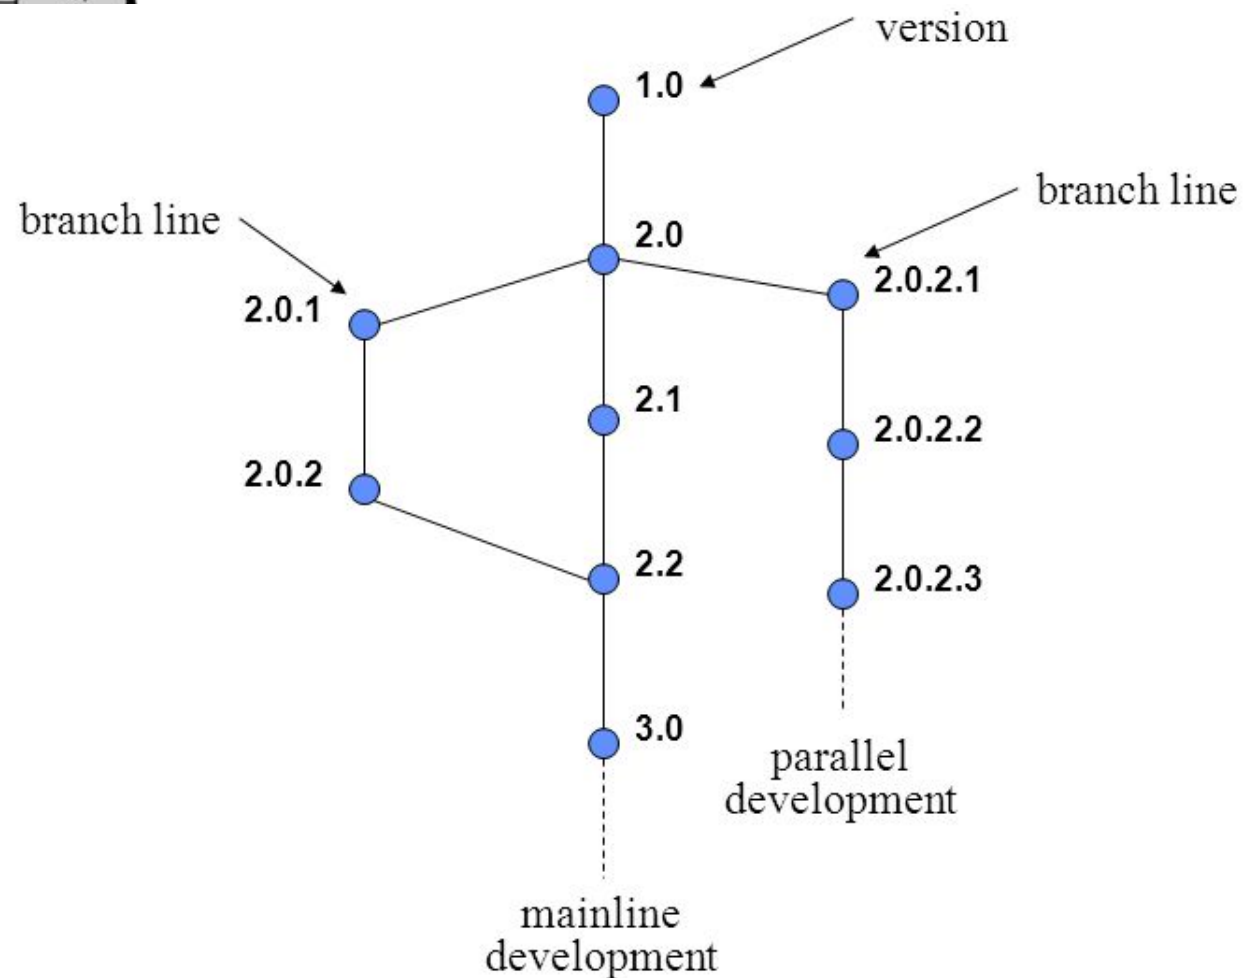 version
1.0
branch line
2.0
branch line
2.0.1
2.0.2.1
2.1
2.0.2.2
2.0.2
2.2
2.0.2.3
3.0
parallel
development
mainline
development